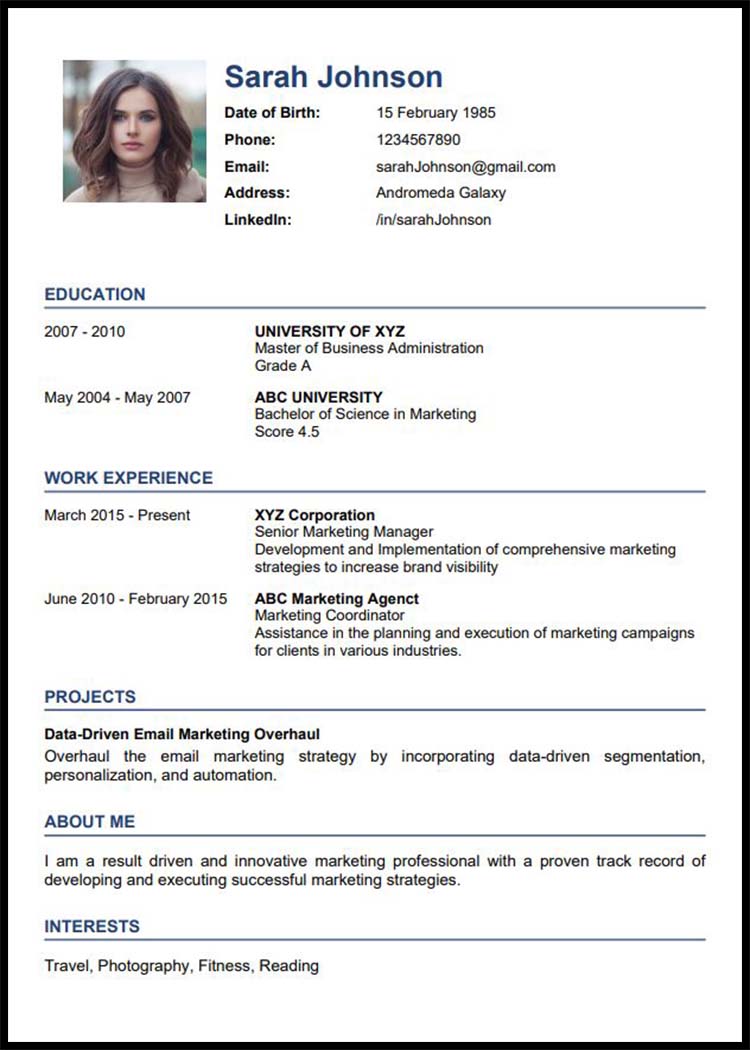 Sarah Johnson
Date of Birth: 15 February 1985
Phone: 1234567890
Email: sarahJohnson@gmail.com
Address: Andromeda Galaxy
LinkedIn: /in/sarahJohnson
EDUCATION
2007 - 2010 UNIVERSITY OF XYZ
Master of Business Administration
Grade A
May 2004 - May 2007 ABC UNIVERSITY
Bachelor of Science in Marketing
Score 4.5
WORK EXPERIENCE
March 2015 - Present XYZ Corporation
Senior Marketing Manager
Development and Implementation of comprehensive marketing
strategies to increase brand visibility
June 2010 - February 2015 ABC Marketing Agenct
Marketing Coordinator
Assistance in the planning and execution of marketing campaigns
for clients in various industries.
PROJECTS
Data-Driven Email Marketing Overhaul
Overhaul the email marketing strategy by incorporating data-driven segmentation,
personalization, and automation.
ABOUT ME
I am a result driven and innovative marketing professional with a proven track record of
developing and executing successful marketing strategies.
INTERESTS
Travel, Photography, Fitness, Reading